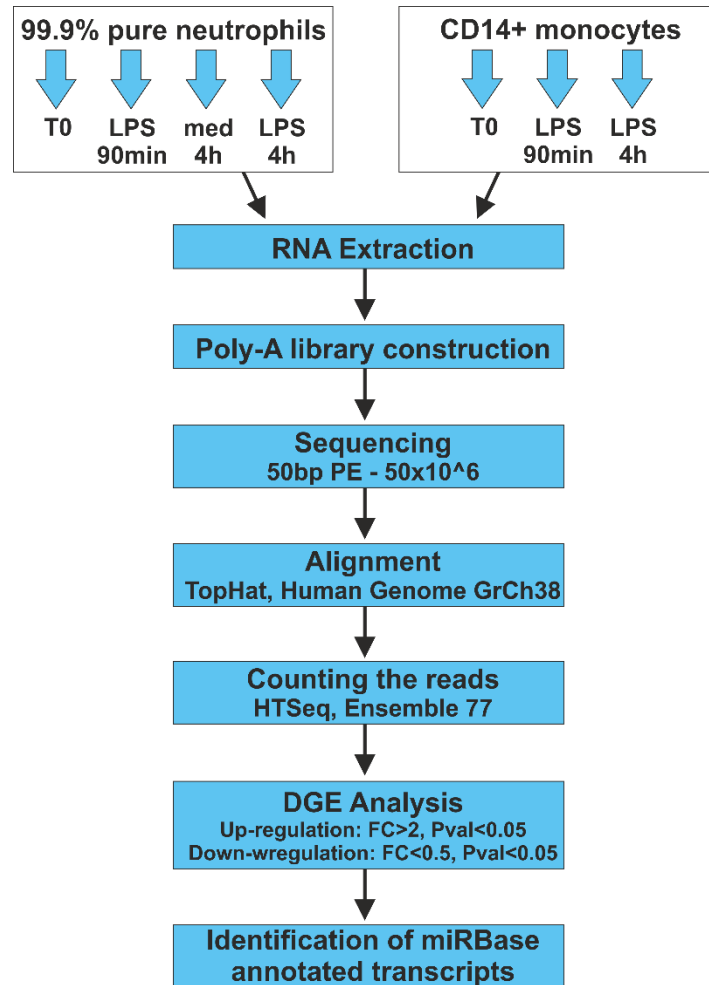 99.9% pure neutrophils
T0 LPS med LPS
90min 4h 4h
CD14+ monocytes
T0 LPS LPS
90min 4h
RNA Extraction
Poly-A library construction
Sequencing
50bp PE - 50x10^6
Alignment
TopHat, Human Genome GrCh38
Counting the reads
HTSeq, Ensemble 77
DGE Analysis
Up-regulation: FC>2, Pval<0.05
Down-wregulation: FC<0.5, Pval<0.05
Identification of miRBase
annotated transcripts